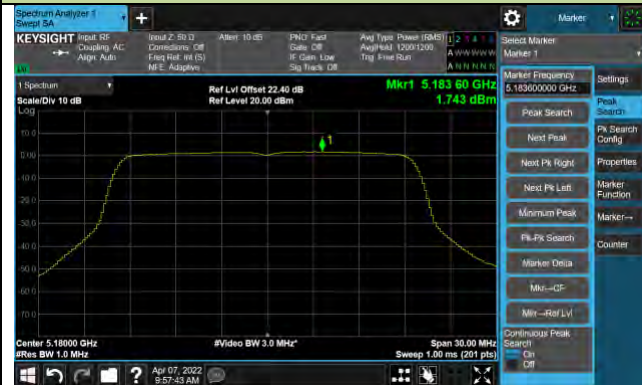 Spectrum Analyzer 1
Swept SA
+
Marker
KEYSIGHT
Input: RF
Coupling: AC
Align: Auto
Input Z: 50 Ω
Corrections: Off
Freq Ref: Int (S)
NFE: Adaptive
Atten: 10 dB
PNO: Fast
Gate: Off
IF Gain: Low
Sig Track: Off
Avg Type: Power (RMS)
Avg|Hold: 1200/1200
Trig: Free Run
A W W W W W
A N N N N N
Select Marker
Marker 1
1 Spectrum
Scale/Div 10 dB
Log
Ref Lvl Offset 22.40 dB
Ref Level 20.00 dBm
Mkr1 5.183 60 GHz
1.743 dBm
Marker Frequency
5.183600000 GHz
Settings
Peak Search
Next Peak
Next Pk Right
Next Pk Left
Minimum Peak
Pk-Pk Search
Marker Delta
Mkr→CF
Mkr→Ref Lvl
Continuous Peak
Search
On
Off
Peak
Search
Pk Search
Config
Properties
Marker
Function
Marker→
Counter
10.0
0.00
-10.0
-20.0
-30.0
-40.0
-50.0
-60.0
-70.0
1
Center 5.18000 GHz
#Res BW 1.0 MHz
#Video BW 3.0 MHz*
Span 30.00 MHz
Sweep 1.00 ms (201 pts)
?
Apr 07, 2022
9:57:43 AM